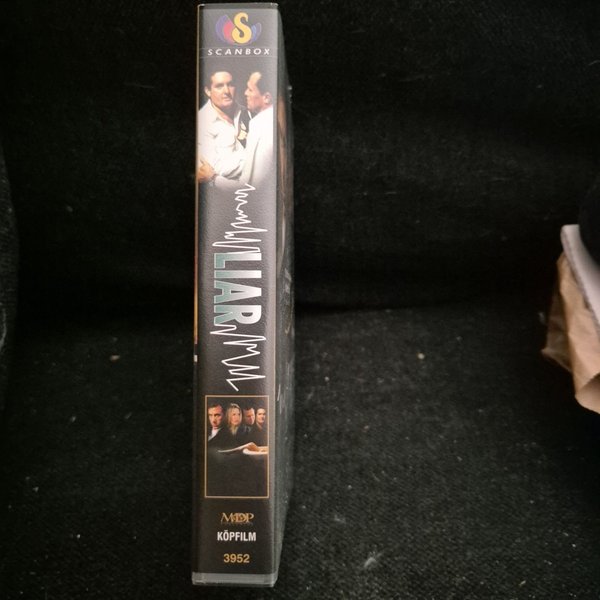 S
SCANBOX
LIAR
MDP
KÖPFILM
3952